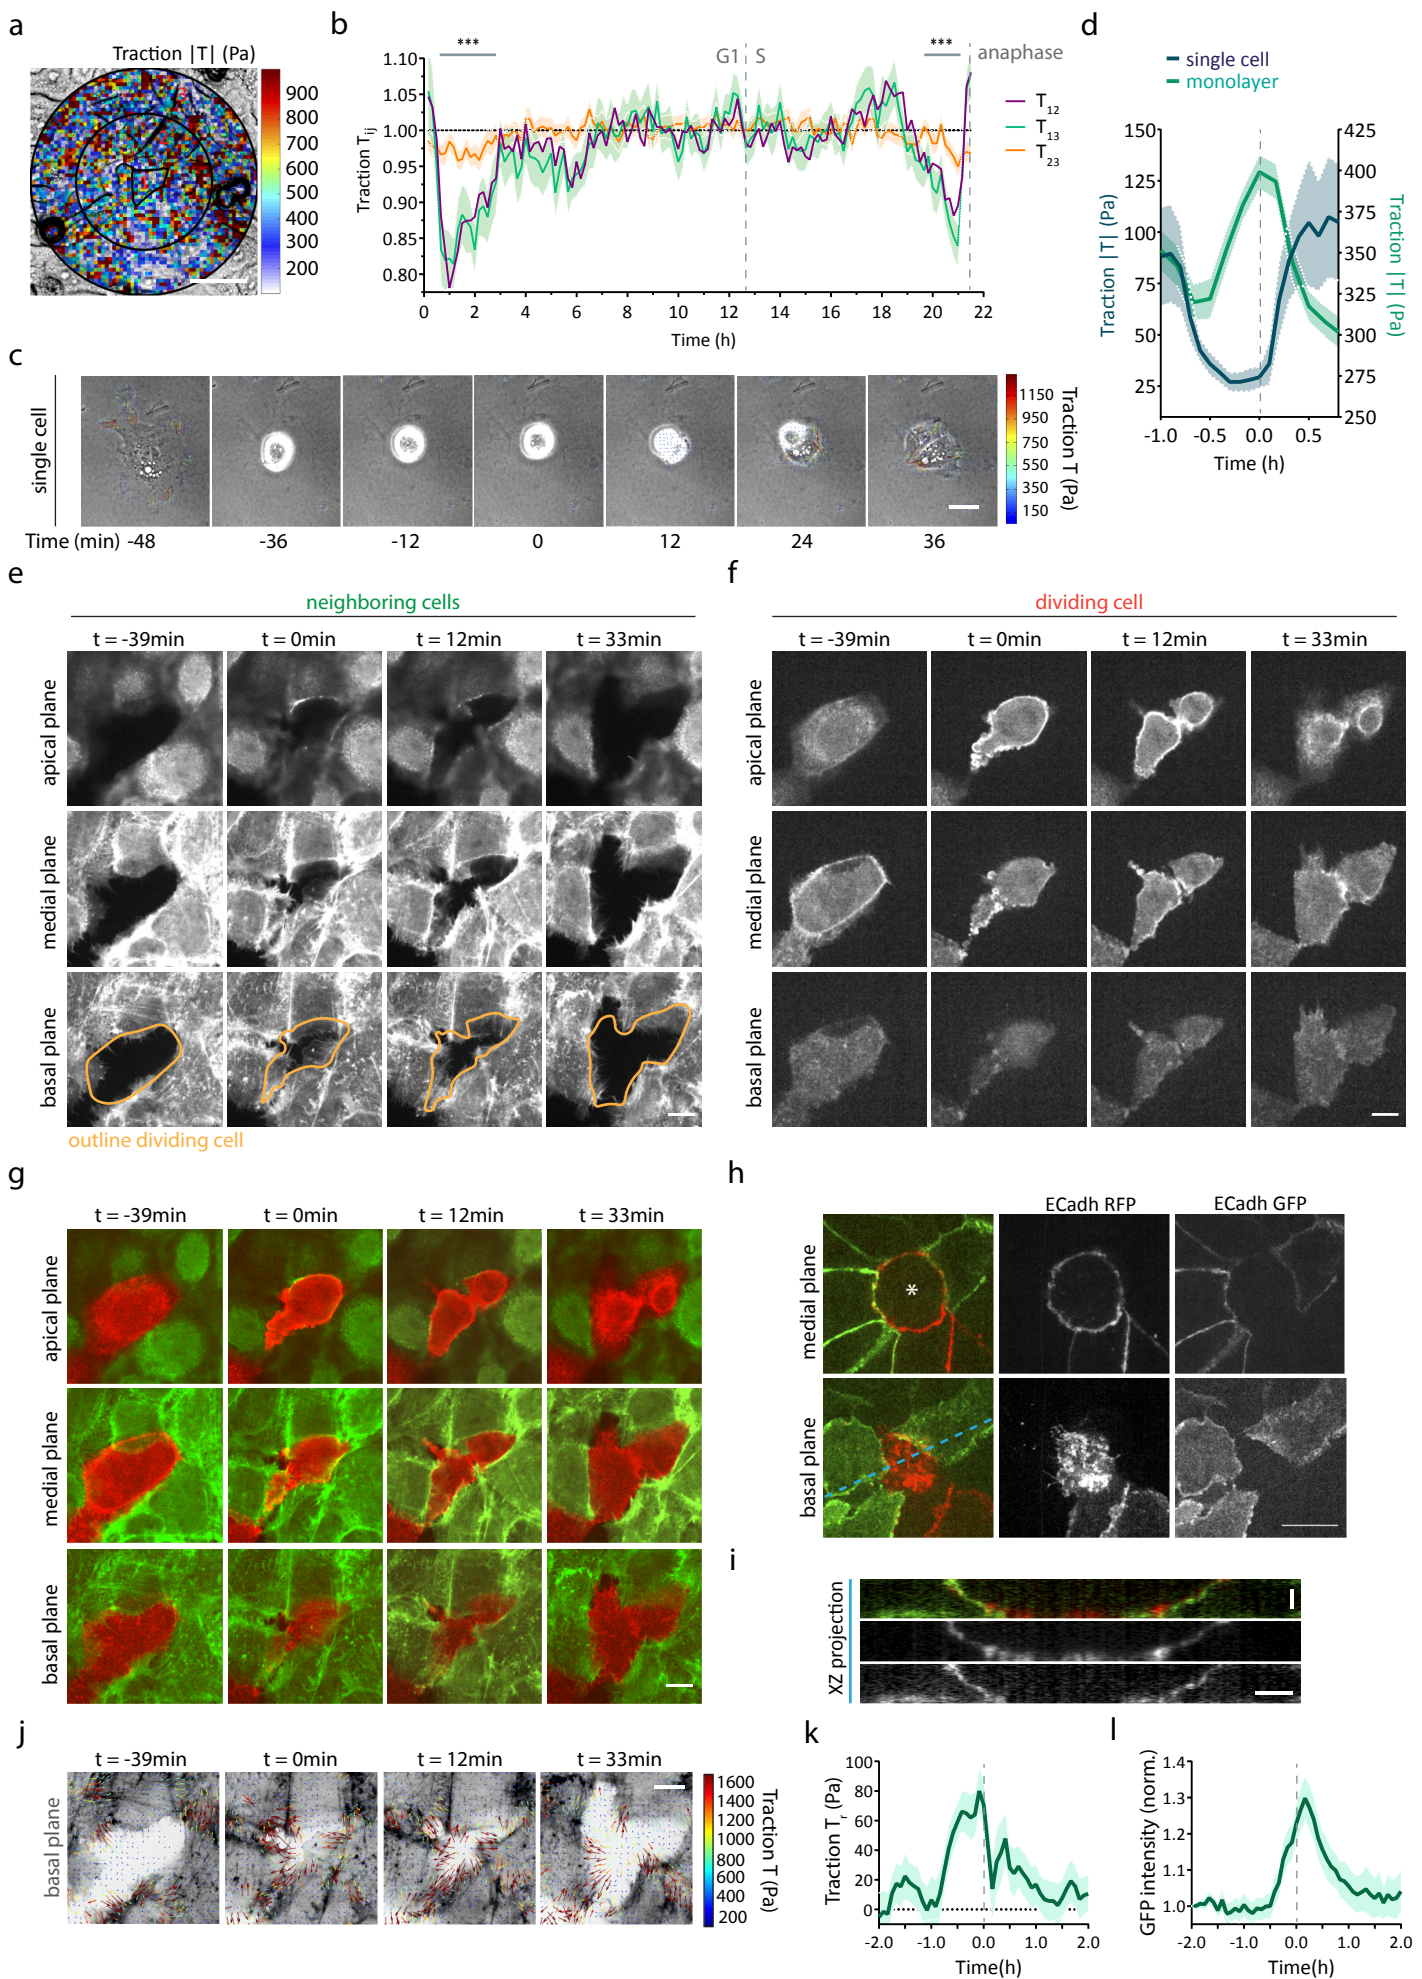 a
Traction |T| (Pa)
3
900
800
700
600
500
400
300
200
b
***
***
G1 S
anaphase
1.10
1.05
1.00
0.95
0.90
0.85
0.80
Traction Tij
0 2 4 6 8 10 12 14 16 18 20 22
Time (h)
T12
T13
T23
d
single cell
monolayer
150
125
100
75
50
25
Traction |T| (Pa)
425
400
375
350
325
300
275
250
Traction |T| (Pa)
-1.0 -0.5 0.0 0.5
Time (h)
c
single cell
Time (min) -48 -36 -12 0 12 24 36
1150
950
750
550
350
150
Traction T (Pa)
e
neighboring cells
t = -39min t = 0min t = 12min t = 33min
apical plane
medial plane
basal plane
outline dividing cell
f
dividing cell
t = -39min t = 0min t = 12min t = 33min
apical plane
medial plane
basal plane
g
t = -39min t = 0min t = 12min t = 33min
apical plane
medial plane
basal plane
h
ECadh RFP ECadh GFP
medial plane
*
basal plane
i
XZ projection
j
t = -39min t = 0min t = 12min t = 33min
basal plane
1600
1400
1200
1000
800
600
400
200
Traction T (Pa)
k
100
80
60
40
20
0
Traction Tr (Pa)
-2.0 -1.0 0.0 1.0 2.0
Time(h)
l
1.4
1.3
1.2
1.1
1.0
GFP intensity (norm.)
-2.0 -1.0 0.0 1.0 2.0
Time(h)